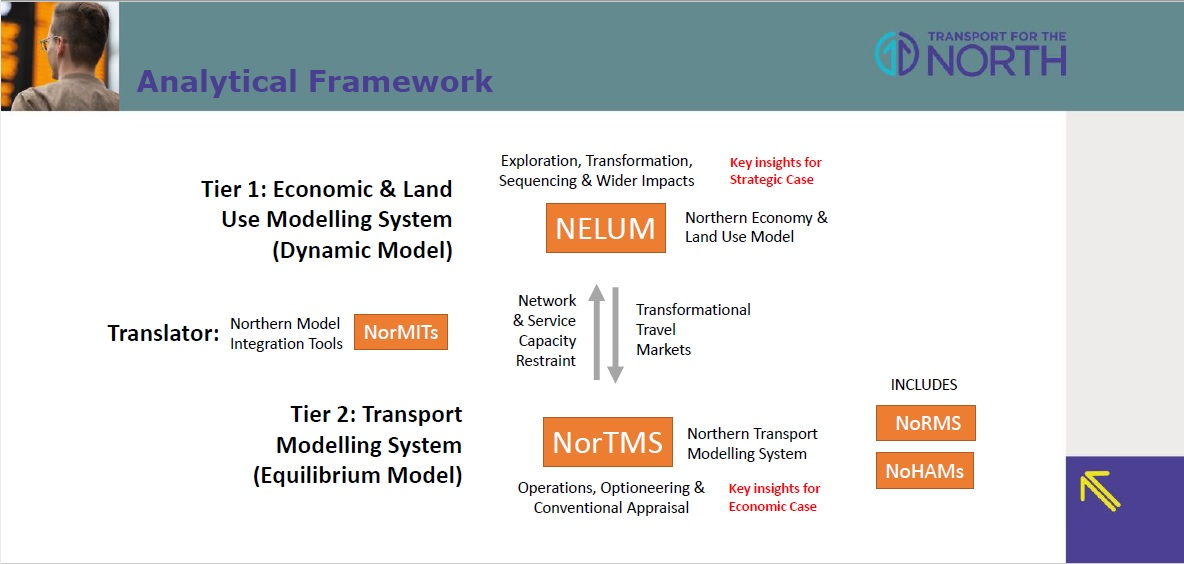 TRANSPORT FOR THE
NORTH
Analytical Framework
Exploration, Transformation,
Sequencing & Wider Impacts
Key insights for
Strategic Case
Tier 1: Economic & Land
Use Modelling System
(Dynamic Model)
NELUM
Northern Economy &
Land Use Model
Translator:
Northern Model
Integration Tools
NorMITs
Network
& Service
Capacity
Restraint
Transformational
Travel
Markets
Tier 2: Transport
Modelling System
(Equilibrium Model)
NorTMS
Northern Transport
Modelling System
INCLUDES
NoRMS
NoHAMs
Operations, Optioneering &
Conventional Appraisal
Key insights for
Economic Case